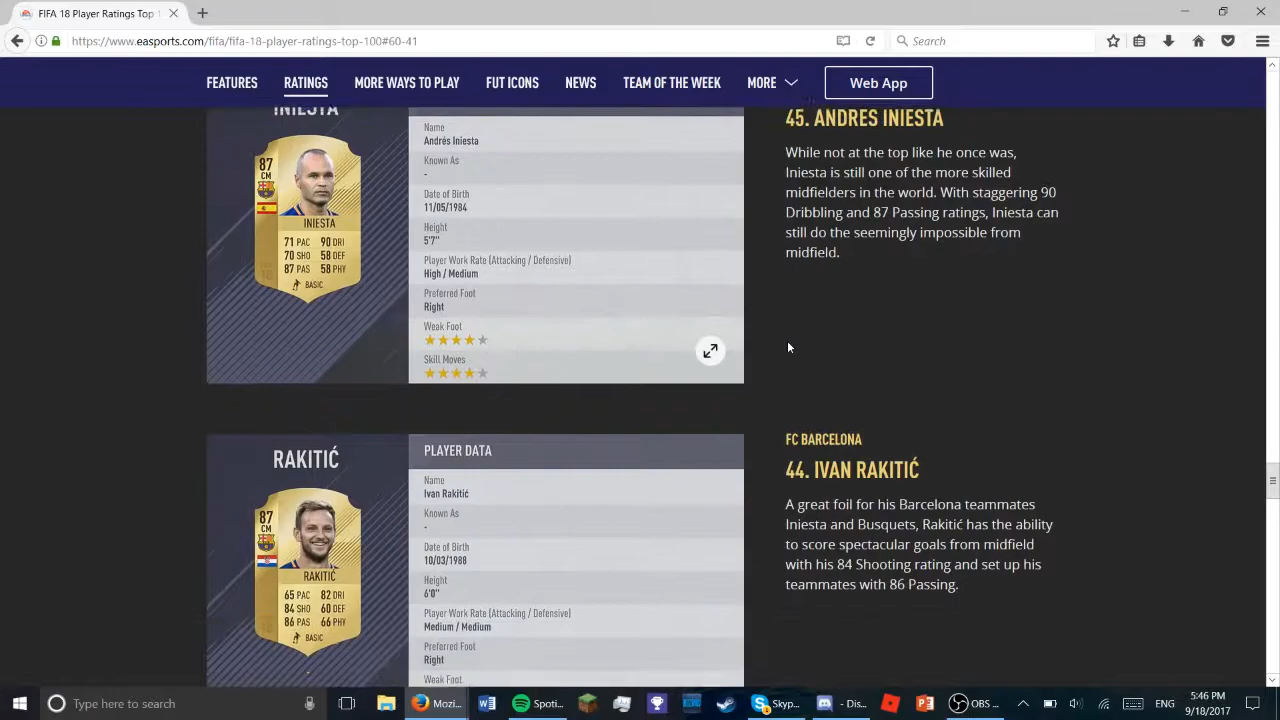 FIFA 18 Player Ratings Top 1
https://www.easports.com/fifa/fifa-18-player-ratings-top-100#60-41
Search
FEATURES
RATINGS
MORE WAYS TO PLAY
FUT ICONS
NEWS
TEAM OF THE WEEK
MORE
Web App
INIESTA
87
CM
INIESTA
71 PAC 90 DRI
70 SHO 58 DEF
87 PAS 58 PHY
BASIC
Name
Andrés Iniesta
Known As
-
Date of Birth
11/05/1984
Height
5'7"
Player Work Rate (Attacking / Defensive)
High / Medium
Preferred Foot
Right
Weak Foot
Skill Moves
45. ANDRES INIESTA
While not at the top like he once was,
Iniesta is still one of the more skilled
midfielders in the world. With staggering 90
Dribbling and 87 Passing ratings, Iniesta can
still do the seemingly impossible from
midfield.
RAKITIĆ
87
CM
RAKITIĆ
65 PAC 82 DRI
84 SHO 60 DEF
86 PAS 66 PHY
BASIC
PLAYER DATA
Name
Ivan Rakitić
Known As
-
Date of Birth
10/03/1988
Height
6'0"
Player Work Rate (Attacking / Defensive)
Medium / Medium
Preferred Foot
Right
Weak Foot
FC BARCELONA
44. IVAN RAKITIĆ
A great foil for his Barcelona teammates
Iniesta and Busquets, Rakitić has the ability
to score spectacular goals from midfield
with his 84 Shooting rating and set up his
teammates with 86 Passing.
Type here to search
Mozi...
Spoti...
Skyp...
- Dis...
OBS ...
5:46 PM
9/18/2017